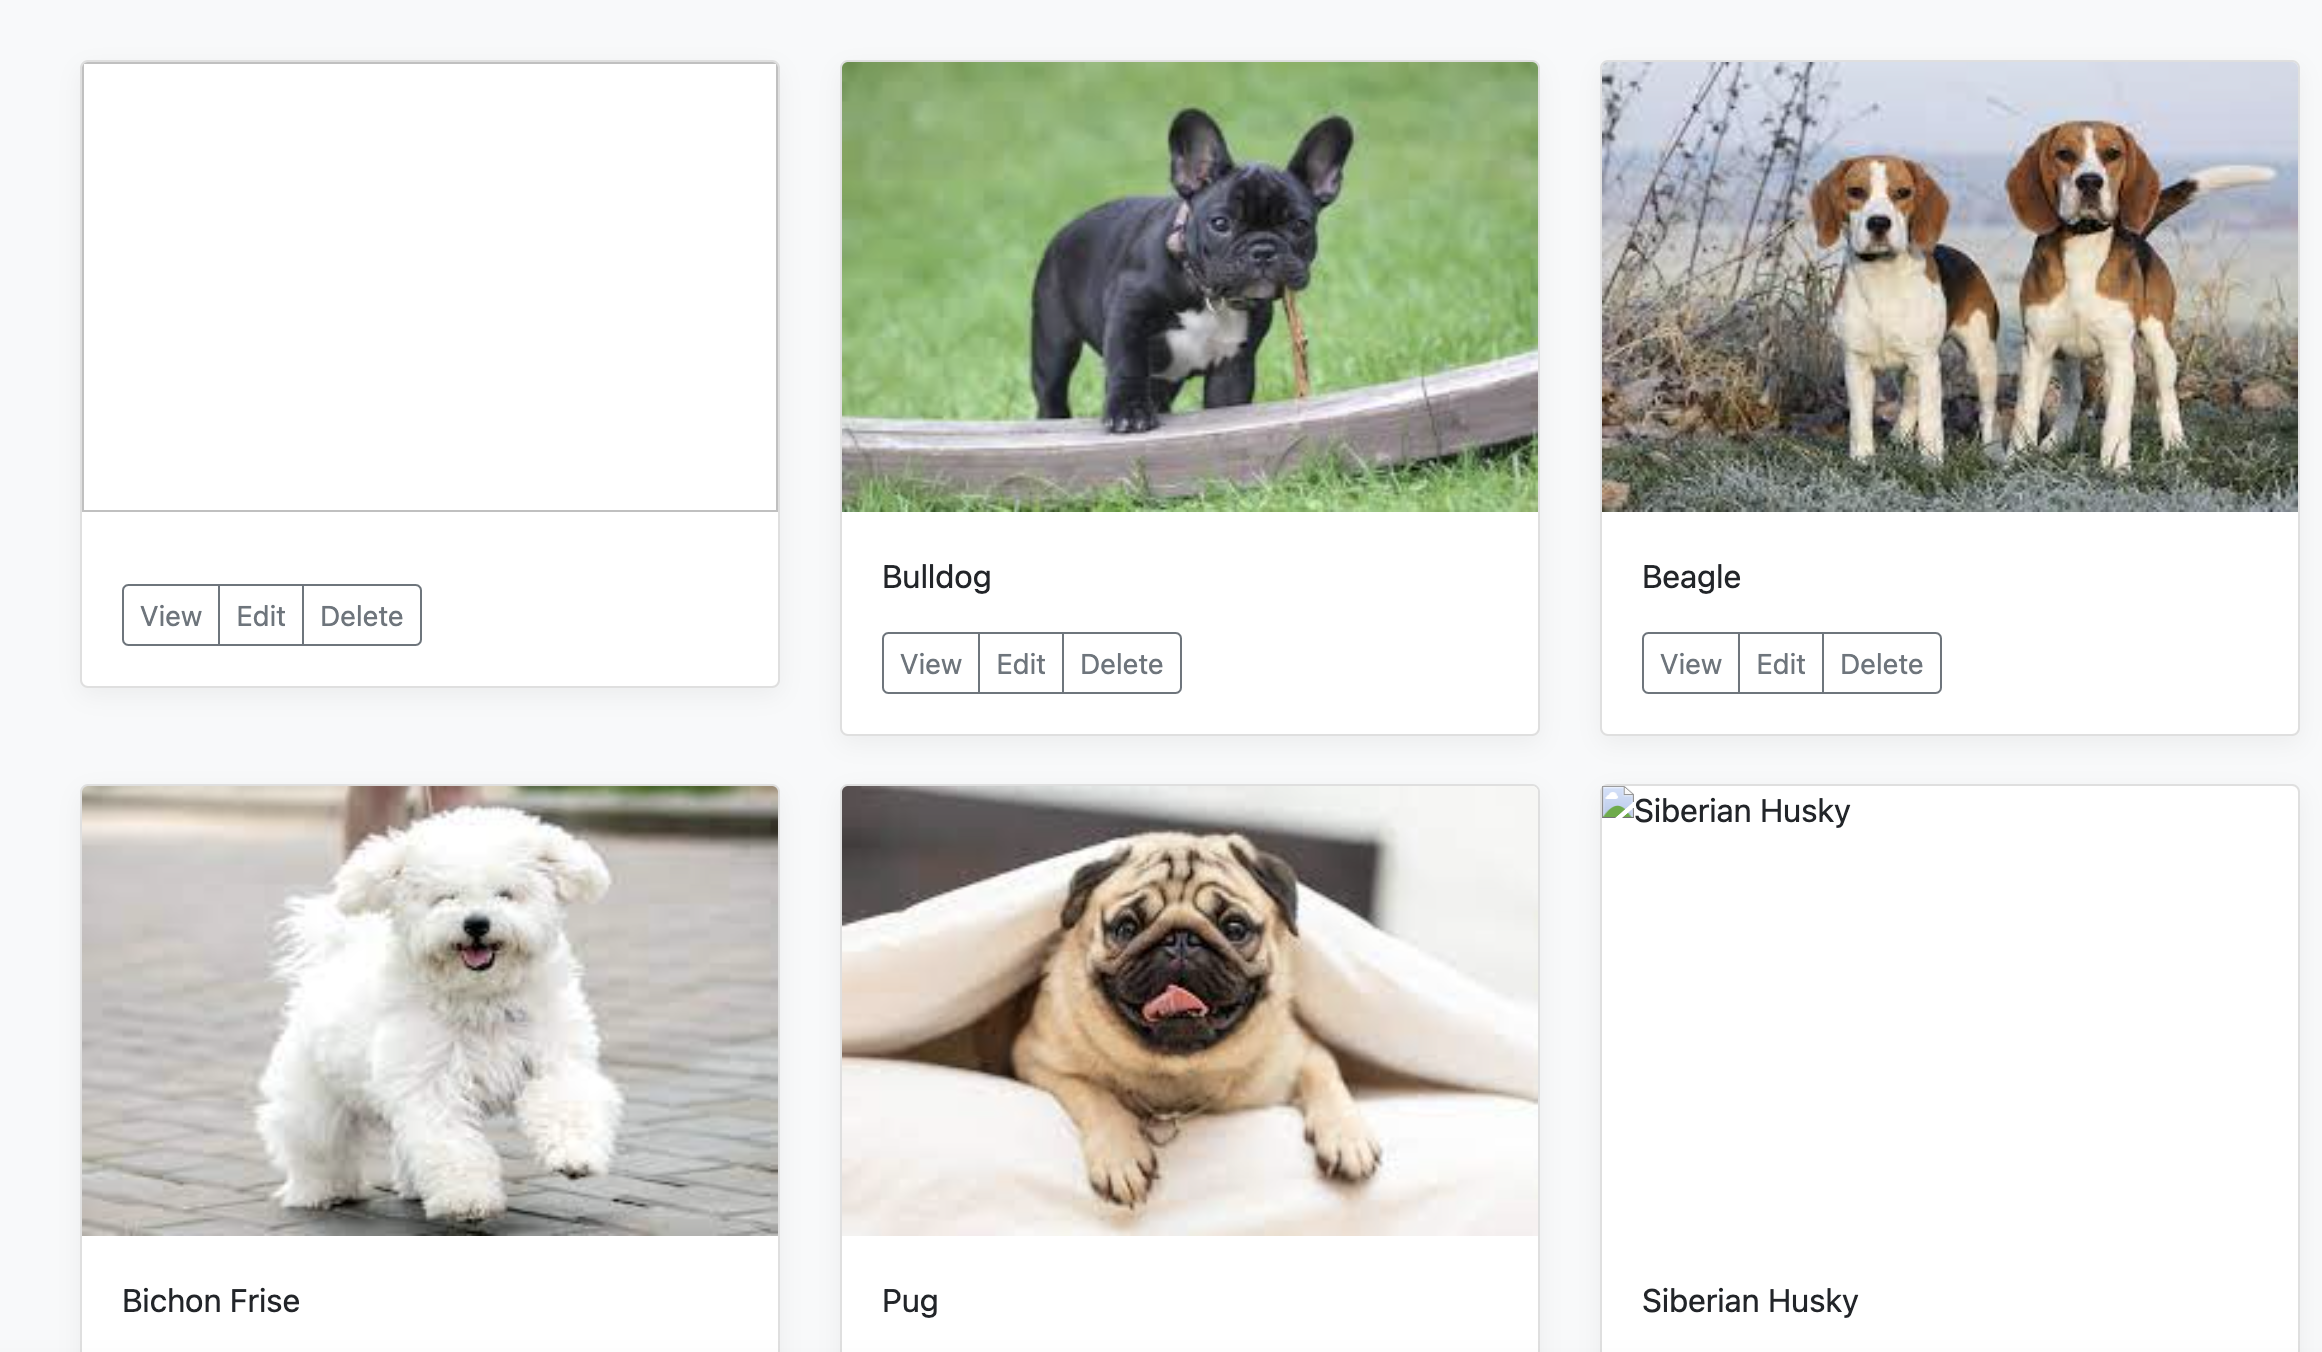 View Edit Delete
Bulldog
View Edit Delete
Beagle
View Edit Delete
Bichon Frise
Pug
Siberian Husky
Siberian Husky